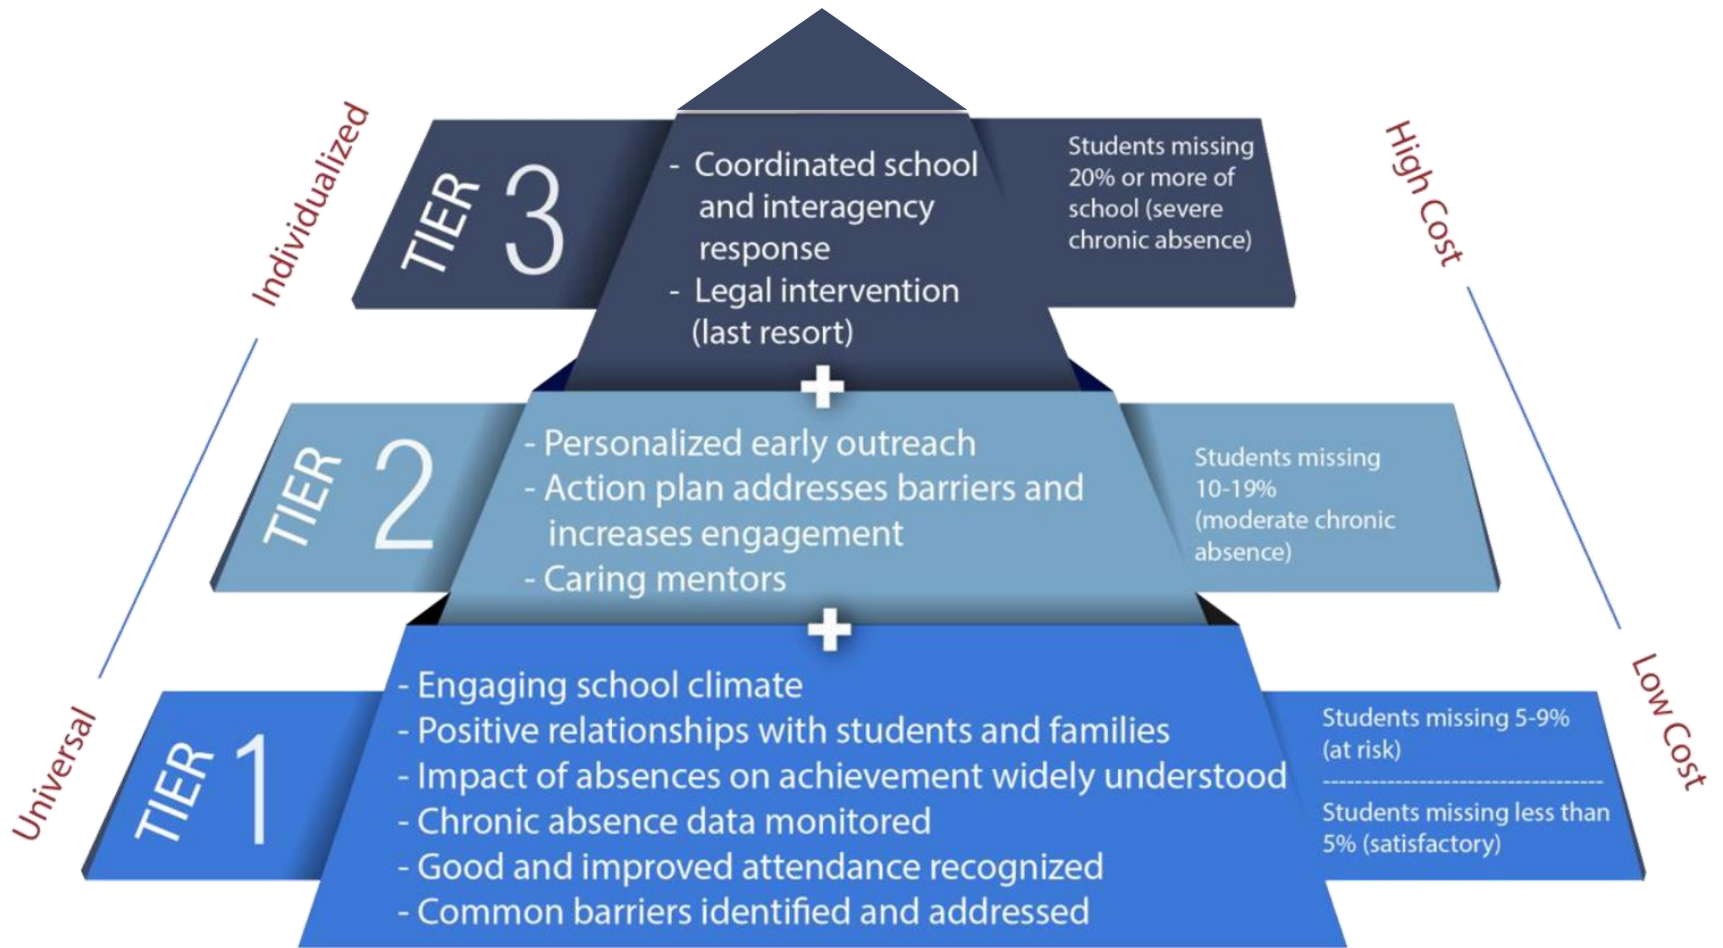 Individualized
Universal
TIER 3
- Coordinated school
and interagency
response
- Legal intervention
(last resort)
Students missing
20% or more of
school (severe
chronic absence)
High Cost
Low Cost
+
TIER 2
- Personalized early outreach
- Action plan addresses barriers and
increases engagement
- Caring mentors
Students missing
10-19%
(moderate chronic
absence)
+
TIER 1
- Engaging school climate
- Positive relationships with students and families
- Impact of absences on achievement widely understood
- Chronic absence data monitored
- Good and improved attendance recognized
- Common barriers identified and addressed
Students missing 5-9%
(at risk)
Students missing less than
5% (satisfactory)